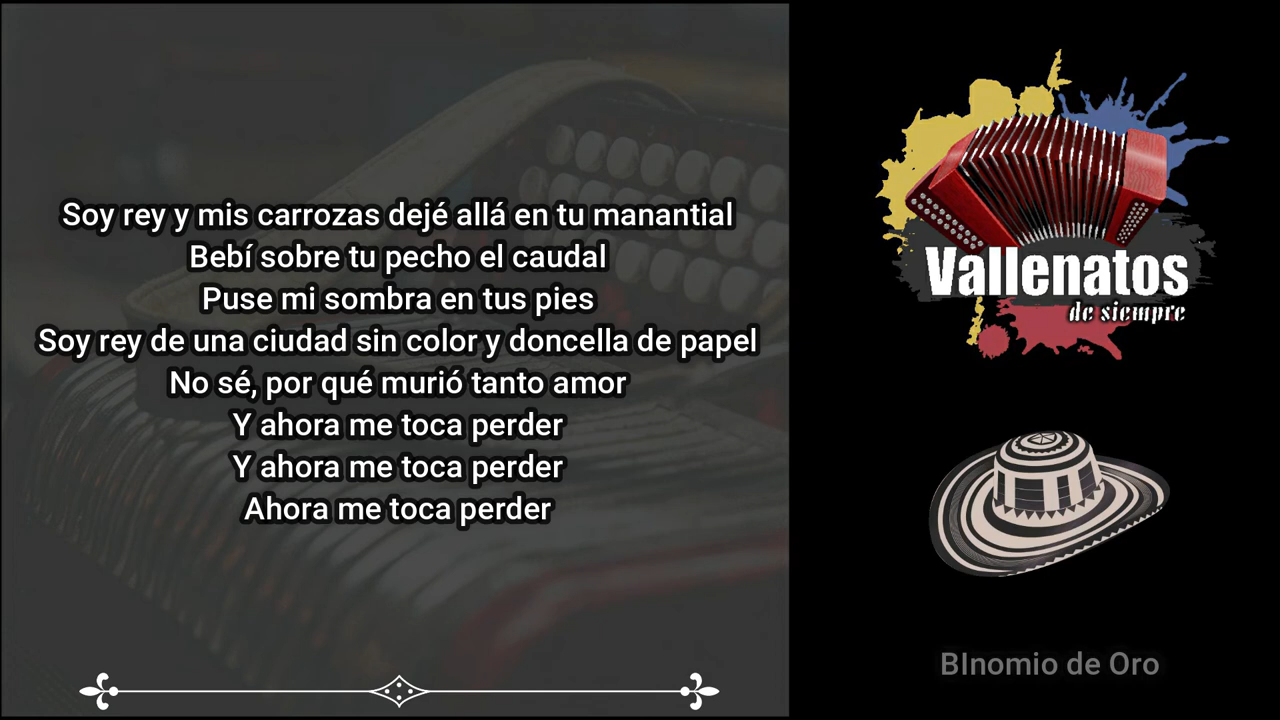 Soy rey y mis carrozas dejé allá en tu manantial
Bebí sobre tu pecho el caudal
Puse mi sombra en tus pies
Soy rey de una ciudad sin color y doncella de papel
No sé, por qué murió tanto amor
Y ahora me toca perder
Y ahora me toca perder
Ahora me toca perder
Vallenatos
de siempre
BInomio de Oro